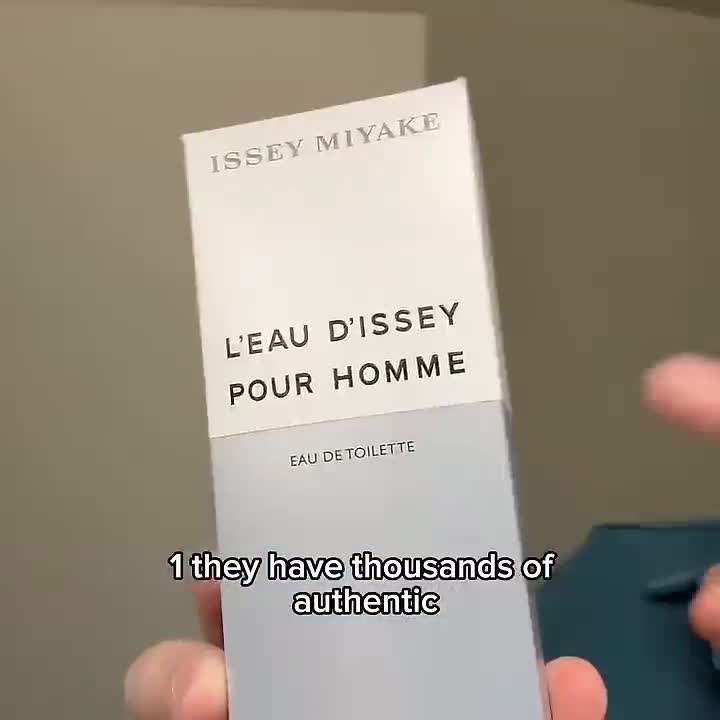 ISSEY MIYAKE
L'EAU D'ISSEY
POUR HOMME
EAU DE TOILETTE
1 they have thousands of
authentic